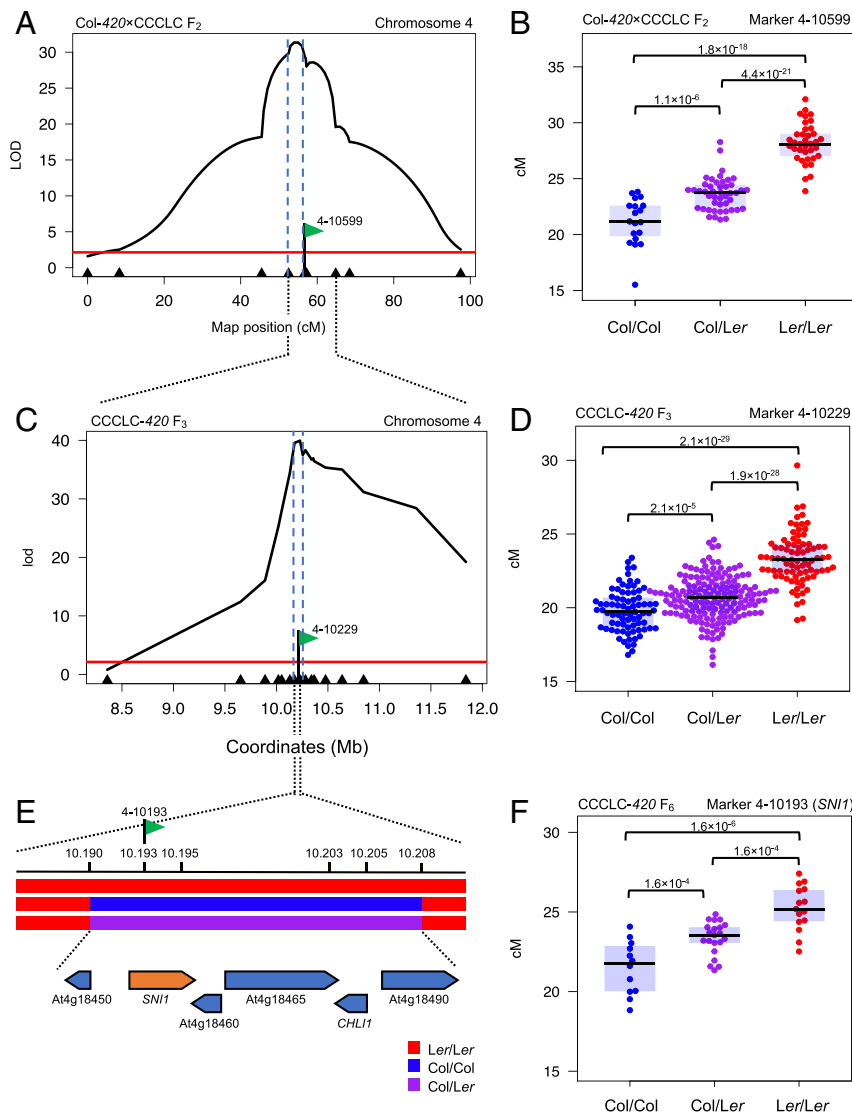 A
Col-420×CCCLC F2
Chromosome 4
LOD
30
25
20
15
10
5
0
4-10599
0
20
40
60
80
100
Map position (cM)
B
Col-420×CCCLC F2
Marker 4-10599
1.8×10-18
4.4×10-21
1.1×10-6
cM
35
30
25
20
15
Col/Col
Col/Ler
Ler/Ler
C
CCCLC-420 F3
Chromosome 4
lod
40
30
20
10
0
4-10229
8.5
9.5
10.0
10.5
11.0
11.5
12.0
Coordinates (Mb)
D
CCCLC-420 F3
Marker 4-10229
2.1×10-29
1.9×10-28
2.1×10-5
cM
30
25
20
15
Col/Col
Col/Ler
Ler/Ler
E
4-10193
10.190
10.193
10.195
10.203
10.205
10.208
At4g18450
SNI1
At4g18460
At4g18465
CHLI1
At4g18490
Ler/Ler
Col/Col
Col/Ler
F
CCCLC-420 F6
Marker 4-10193 (SNI1)
1.6×10-6
1.6×10-4
1.6×10-4
cM
30
25
20
15
Col/Col
Col/Ler
Ler/Ler